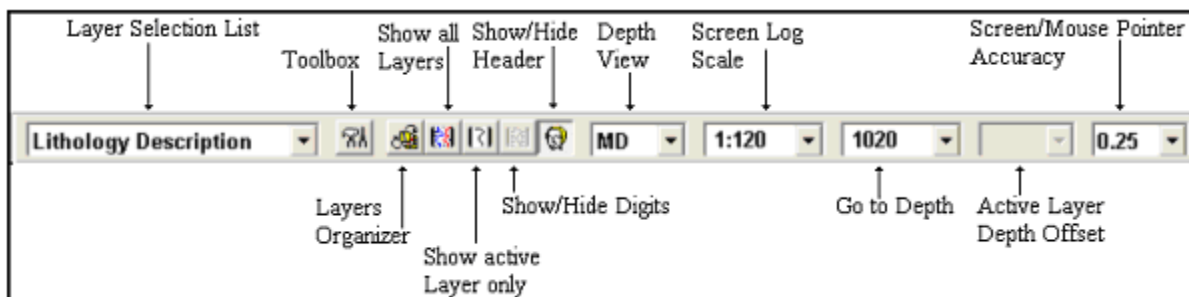 Layer Selection List
Toolbox
Show all
Layers
Show/Hide
Header
Depth
View
Screen Log
Scale
Screen/Mouse Pointer
Accuracy
Lithology Description
MD
1:120
1020
0.25
Layers
Organizer
Show active
Layer only
Show/Hide Digits
Go to Depth
Active Layer
Depth Offset